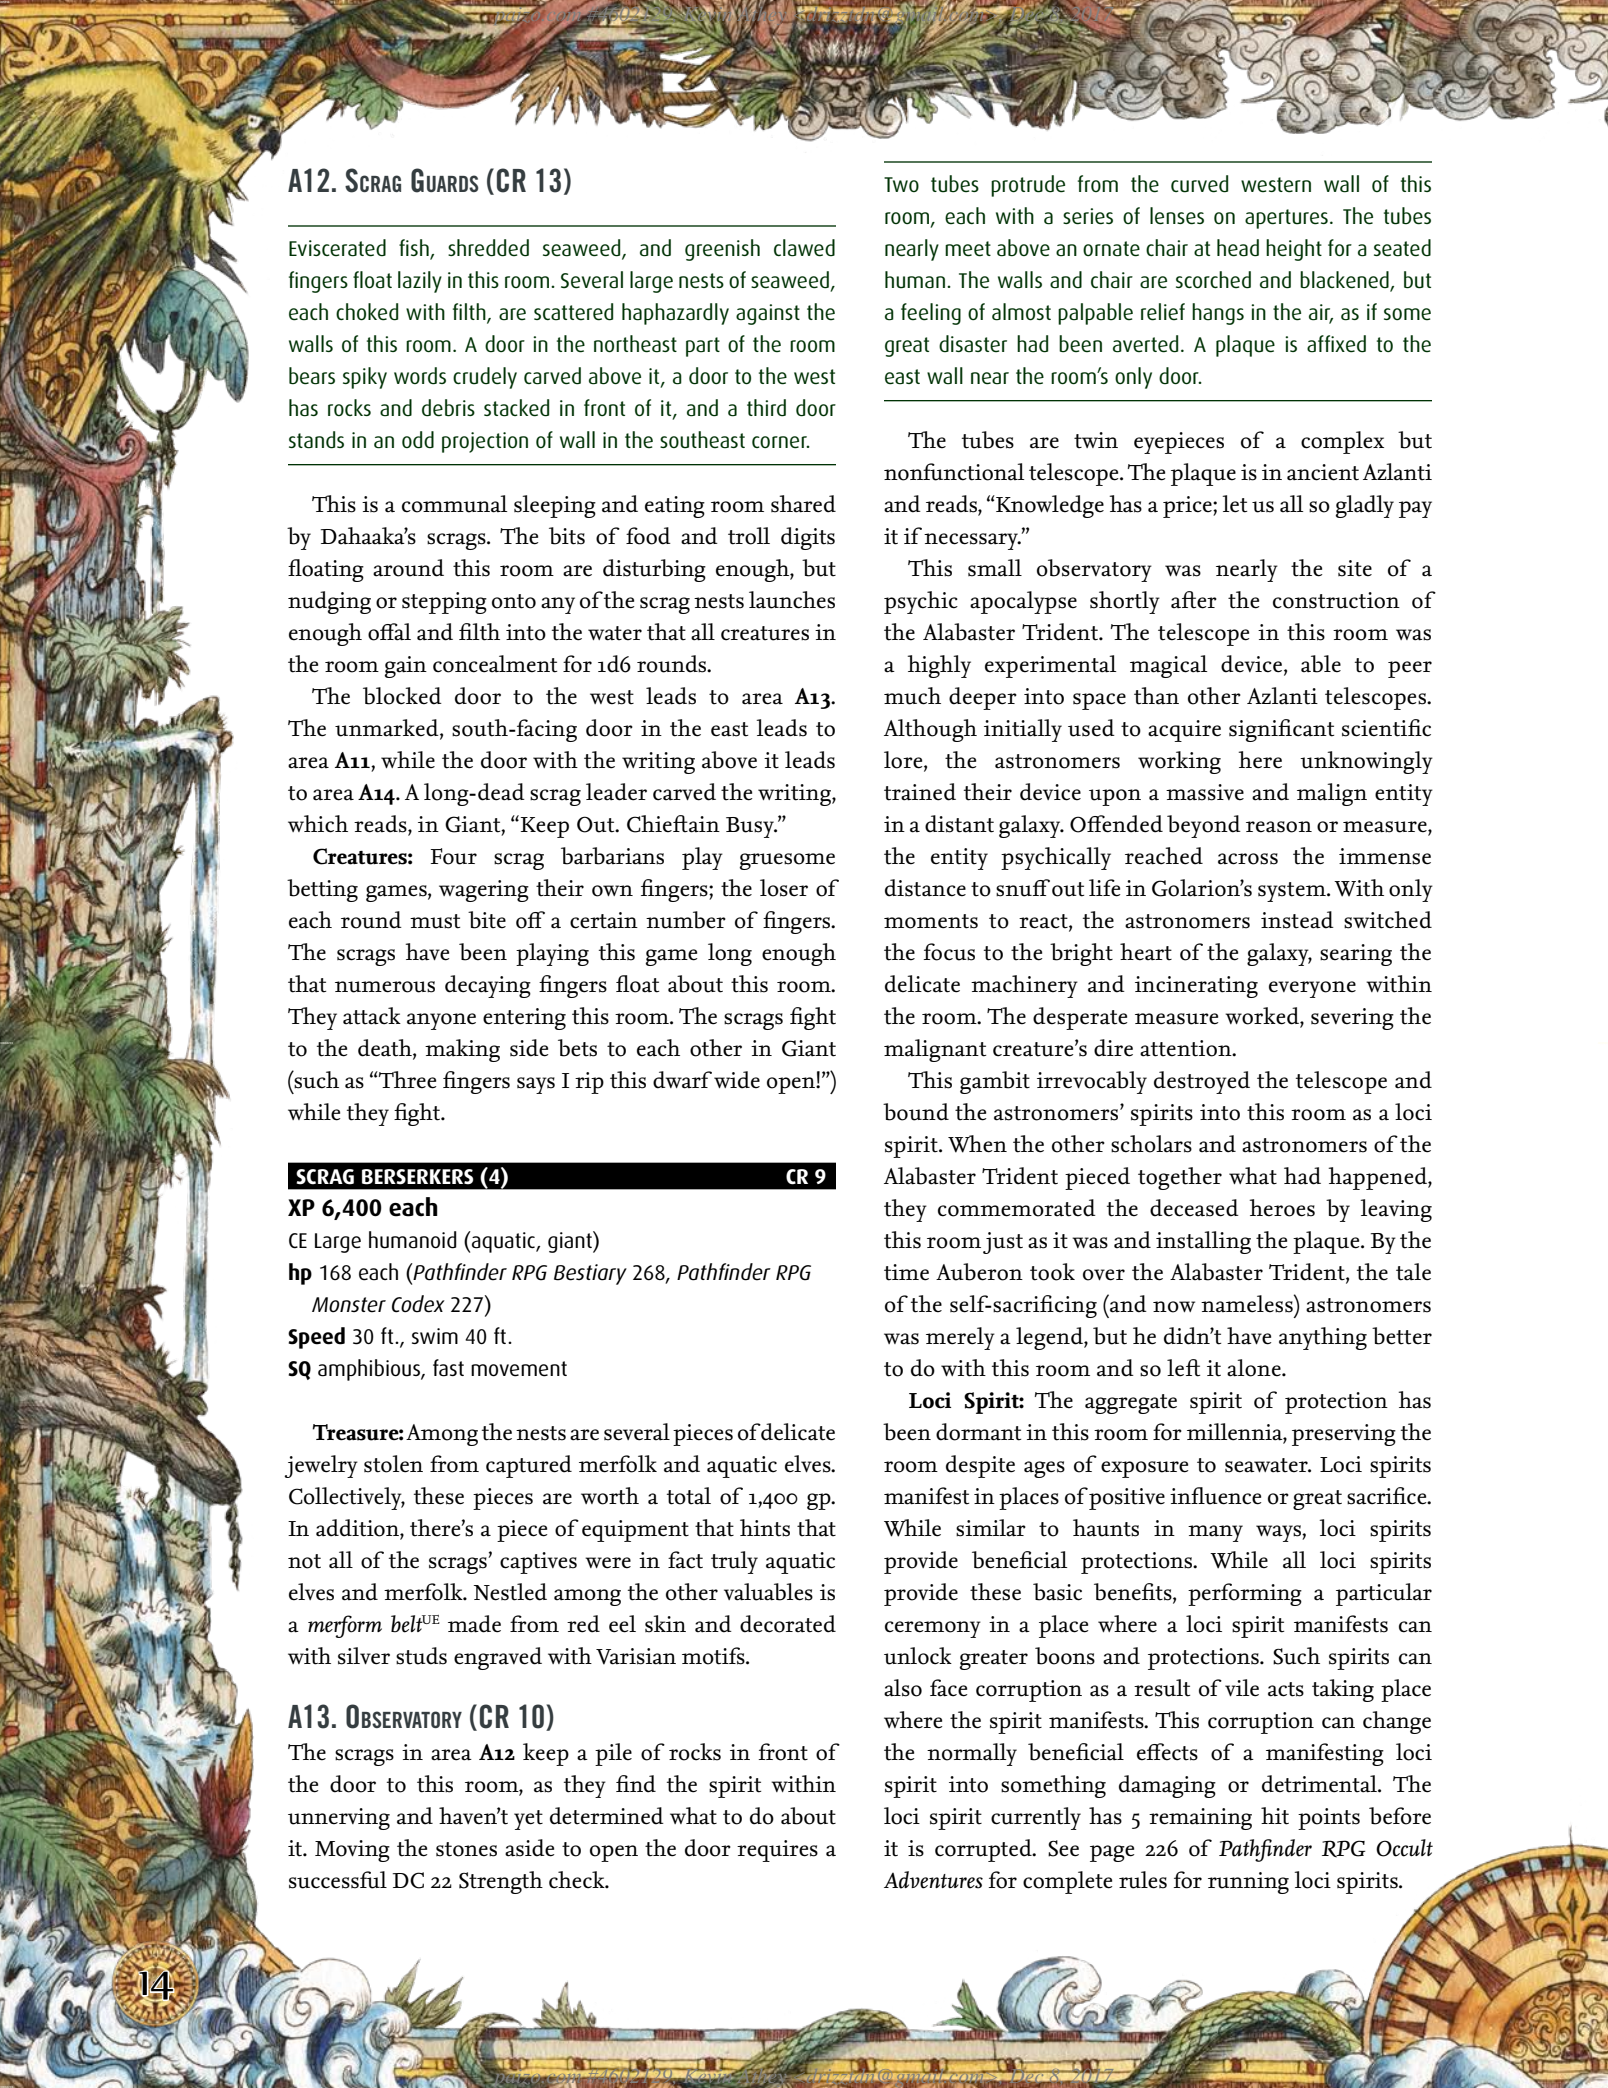 A12. Scrag Guards (CR 13)
Eviscerated fish, shredded seaweed, and greenish clawed
fingers float lazily in this room. Several large nests of seaweed,
each choked with filth, are scattered haphazardly against the
walls of this room. A door in the northeast part of the room
bears spiky words crudely carved above it, a door to the west
has rocks and debris stacked in front of it, and a third door
stands in an odd projection of wall in the southeast corner.
This is a communal sleeping and eating room shared
by Dahaaka's scrags. The bits of food and troll digits
floating around this room are disturbing enough, but
nudging or stepping onto any of the scrag nests launches
enough offal and filth into the water that all creatures in
the room gain concealment for 1d6 rounds.
The blocked door to the west leads to area A13.
The unmarked, south-facing door in the east leads to
area A11, while the door with the writing above it leads
to area A14. A long-dead scrag leader carved the writing,
which reads, in Giant, “Keep Out. Chieftain Busy.”
Creatures: Four scrag barbarians play gruesome
betting games, wagering their own fingers; the loser of
each round must bite off a certain number of fingers.
The scrags have been playing this game long enough
that numerous decaying fingers float about this room.
They attack anyone entering this room. The scrags fight
to the death, making side bets to each other in Giant
(such as “Three fingers says I rip this dwarf wide open!”)
while they fight.
SCRAG BERSERKERS (4) CR 9
XP 6,400 each
CE Large humanoid (aquatic, giant)
hp 168 each (Pathfinder RPG Bestiary 268, Pathfinder RPG
Monster Codex 227)
Speed 30 ft., swim 40 ft.
SQ amphibious, fast movement
Treasure: Among the nests are several pieces of delicate
jewelry stolen from captured merfolk and aquatic elves.
Collectively, these pieces are worth a total of 1,400 gp.
In addition, there's a piece of equipment that hints that
not all of the scrags' captives were in fact truly aquatic
elves and merfolk. Nestled among the other valuables is
a merform beltUE made from red eel skin and decorated
with silver studs engraved with Varisian motifs.
A13. Observatory (CR 10)
The scrags in area A12 keep a pile of rocks in front of
the door to this room, as they find the spirit within
unnerving and haven't yet determined what to do about
it. Moving the stones aside to open the door requires a
successful DC 22 Strength check.
Two tubes protrude from the curved western wall of this
room, each with a series of lenses on apertures. The tubes
nearly meet above an ornate chair at head height for a seated
human. The walls and chair are scorched and blackened, but
a feeling of almost palpable relief hangs in the air, as if some
great disaster had been averted. A plaque is affixed to the
east wall near the room's only door.
The tubes are twin eyepieces of a complex but
nonfunctional telescope. The plaque is in ancient Azlanti
and reads, “Knowledge has a price; let us all so gladly pay
it if necessary.”
This small observatory was nearly the site of a
psychic apocalypse shortly after the construction of
the Alabaster Trident. The telescope in this room was
a highly experimental magical device, able to peer
much deeper into space than other Azlanti telescopes.
Although initially used to acquire significant scientific
lore, the astronomers working here unknowingly
trained their device upon a massive and malign entity
in a distant galaxy. Offended beyond reason or measure,
the entity psychically reached across the immense
distance to snuff out life in Golarion's system. With only
moments to react, the astronomers instead switched
the focus to the bright heart of the galaxy, searing the
delicate machinery and incinerating everyone within
the room. The desperate measure worked, severing the
malignant creature's dire attention.
This gambit irrevocably destroyed the telescope and
bound the astronomers' spirits into this room as a loci
spirit. When the other scholars and astronomers of the
Alabaster Trident pieced together what had happened,
they commemorated the deceased heroes by leaving
this room just as it was and installing the plaque. By the
time Auberon took over the Alabaster Trident, the tale
of the self-sacrificing (and now nameless) astronomers
was merely a legend, but he didn't have anything better
to do with this room and so left it alone.
Loci Spirit: The aggregate spirit of protection has
been dormant in this room for millennia, preserving the
room despite ages of exposure to seawater. Loci spirits
manifest in places of positive influence or great sacrifice.
While similar to haunts in many ways, loci spirits
provide beneficial protections. While all loci spirits
provide these basic benefits, performing a particular
ceremony in a place where a loci spirit manifests can
unlock greater boons and protections. Such spirits can
also face corruption as a result of vile acts taking place
where the spirit manifests. This corruption can change
the normally beneficial effects of a manifesting loci
spirit into something damaging or detrimental. The
loci spirit currently has 5 remaining hit points before
it is corrupted. See page 226 of Pathfinder RPG Occult
Adventures for complete rules for running loci spirits.
14